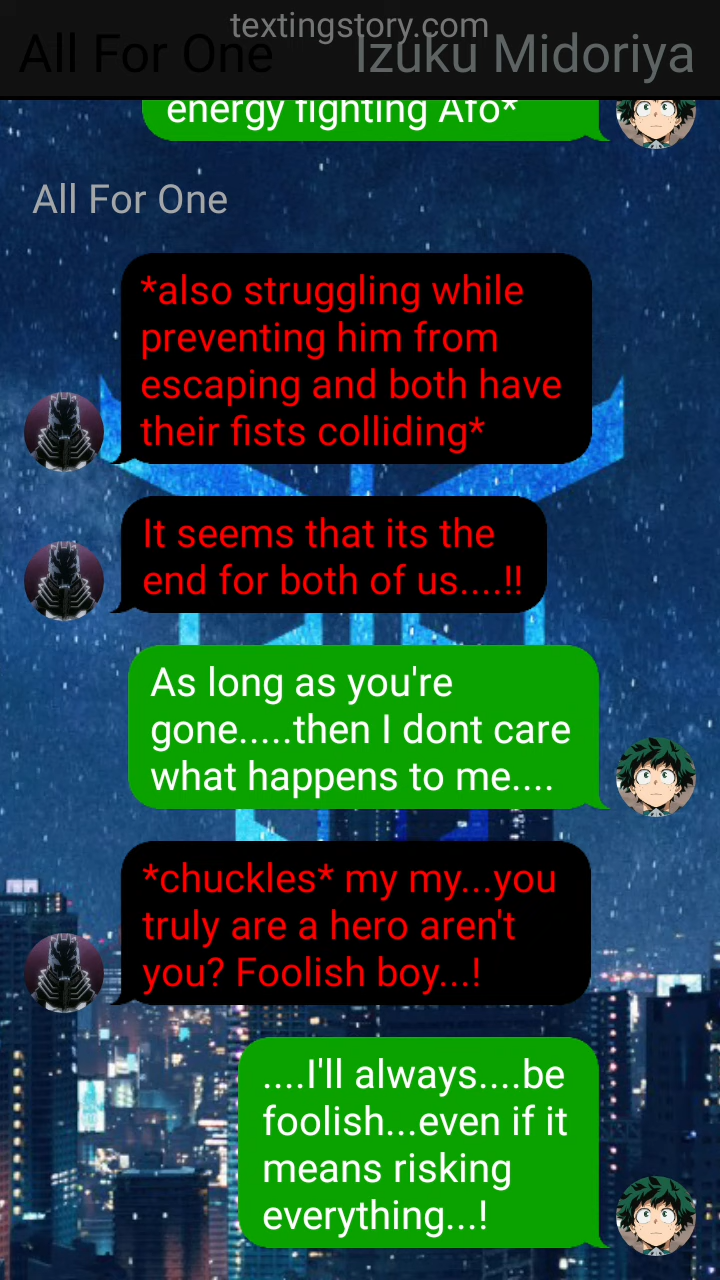 textingstory.com
All For One
Izuku Midoriya
energy fighting Afo*
All For One
*also struggling while
preventing him from
escaping and both have
their fists colliding*
It seems that its the
end for both of us....!!
As long as you're
gone.....then I dont care
what happens to me....
*chuckles* my my...you
truly are a hero aren't
you? Foolish boy...!
....I'll always....be
foolish...even if it
means risking
everything...!